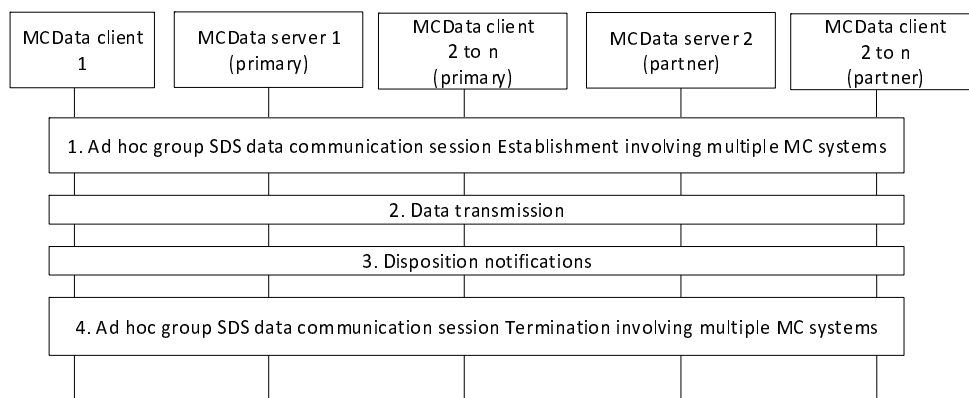 MCData client
1
MCData server 1
(primary)
MCData client
2 to n
(primary)
MCData server 2
(partner)
MCData client
2 to n
(partner)
1. Ad hoc group SDS data communication session Establishment involving multiple MC systems
2. Data transmission
3. Disposition notifications
4. Ad hoc group SDS data communication session Termination involving multiple MC systems